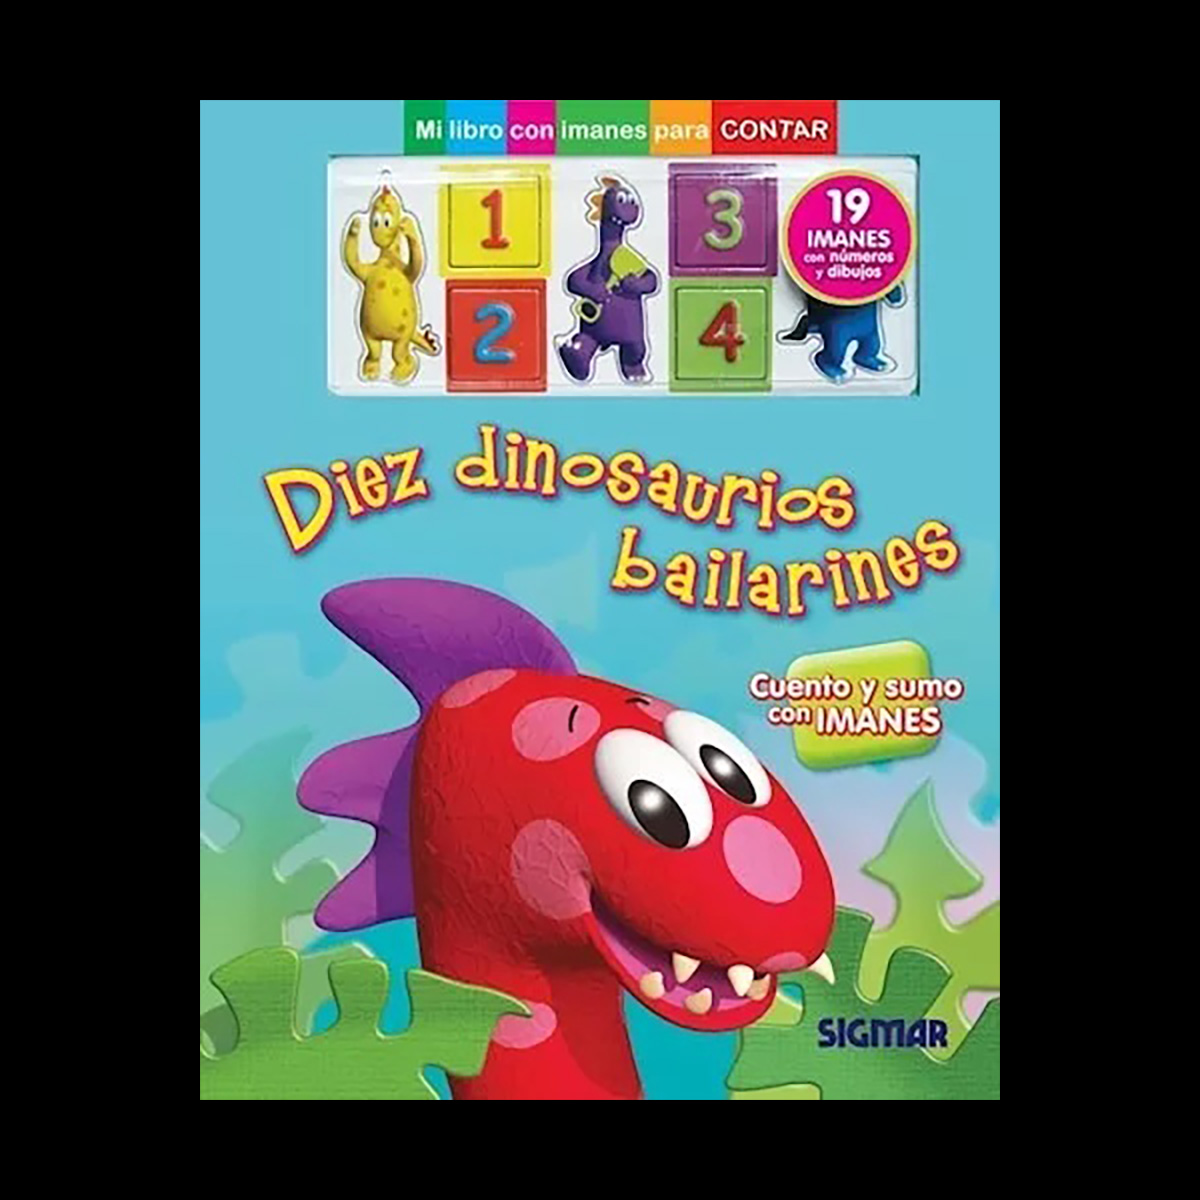 Mi libro con imanes para CONTAR
1
3
19
IMANES
con números
y dibujos
2
4
Diez dinosaurios
bailarines
Cuento y sumo
con IMANES
SIGMAR